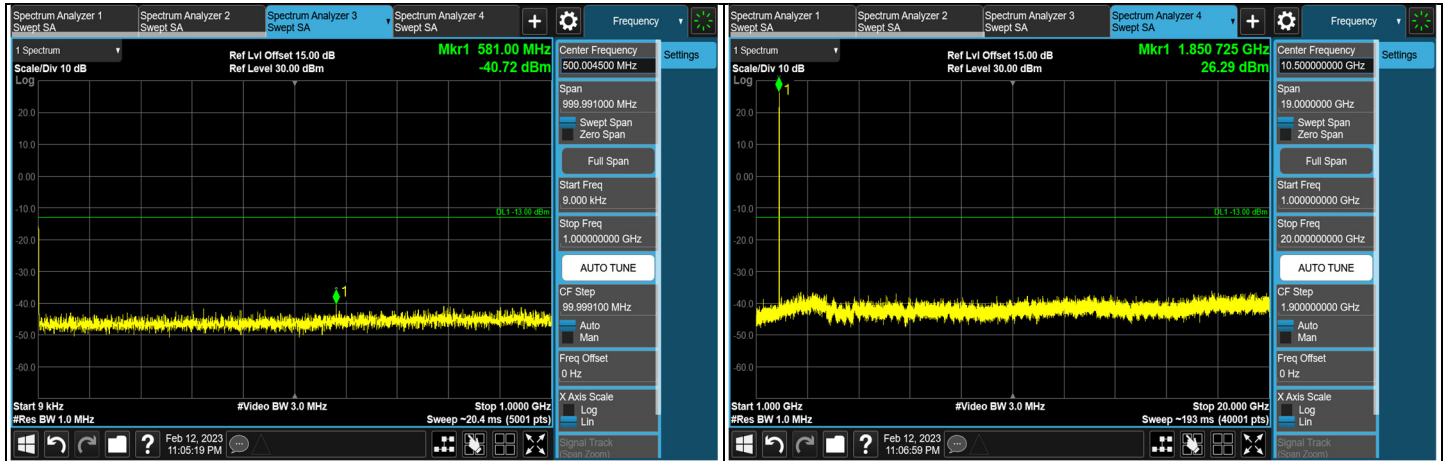 Spectrum Analyzer 1
Swept SA
Spectrum Analyzer 2
Swept SA
Spectrum Analyzer 3
Swept SA
Spectrum Analyzer 4
Swept SA
+
Frequency
1 Spectrum
Scale/Div 10 dB
Log
Ref Lvl Offset 15.00 dB
Ref Level 30.00 dBm
Mkr1 581.00 MHz
-40.72 dBm
20.0
10.0
0.00
-10.0
-20.0
-30.0
-40.0
-50.0
-60.0
DL1 -13.00 dBm
1
Start 9 kHz
#Res BW 1.0 MHz
#Video BW 3.0 MHz
Stop 1.0000 GHz
Sweep ~20.4 ms (5001 pts)
Center Frequency
500.004500 MHz
Settings
Span
999.991000 MHz
Swept Span
Zero Span
Full Span
Start Freq
9.000 kHz
Stop Freq
1.000000000 GHz
AUTO TUNE
CF Step
99.999100 MHz
Auto
Man
Freq Offset
0 Hz
X Axis Scale
Log
Lin
Signal Track
(Span Zoom)
?
Feb 12, 2023
11:05:19 PM
Spectrum Analyzer 1
Swept SA
Spectrum Analyzer 2
Swept SA
Spectrum Analyzer 3
Swept SA
Spectrum Analyzer 4
Swept SA
+
Frequency
1 Spectrum
Scale/Div 10 dB
Log
Ref Lvl Offset 15.00 dB
Ref Level 30.00 dBm
Mkr1 1.850 725 GHz
26.29 dBm
20.0
10.0
0.00
-10.0
-20.0
-30.0
-40.0
-50.0
-60.0
DL1 -13.00 dBm
1
Start 1.000 GHz
#Res BW 1.0 MHz
#Video BW 3.0 MHz
Stop 20.000 GHz
Sweep ~193 ms (40001 pts)
Center Frequency
10.500000000 GHz
Settings
Span
19.0000000 GHz
Swept Span
Zero Span
Full Span
Start Freq
1.000000000 GHz
Stop Freq
20.000000000 GHz
AUTO TUNE
CF Step
1.900000000 GHz
Auto
Man
Freq Offset
0 Hz
X Axis Scale
Log
Lin
Signal Track
(Span Zoom)
?
Feb 12, 2023
11:06:59 PM